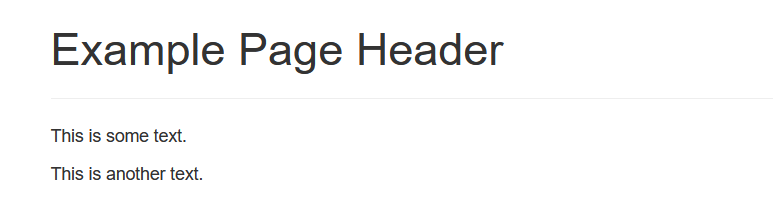 Example Page Header
This is some text.
This is another text.